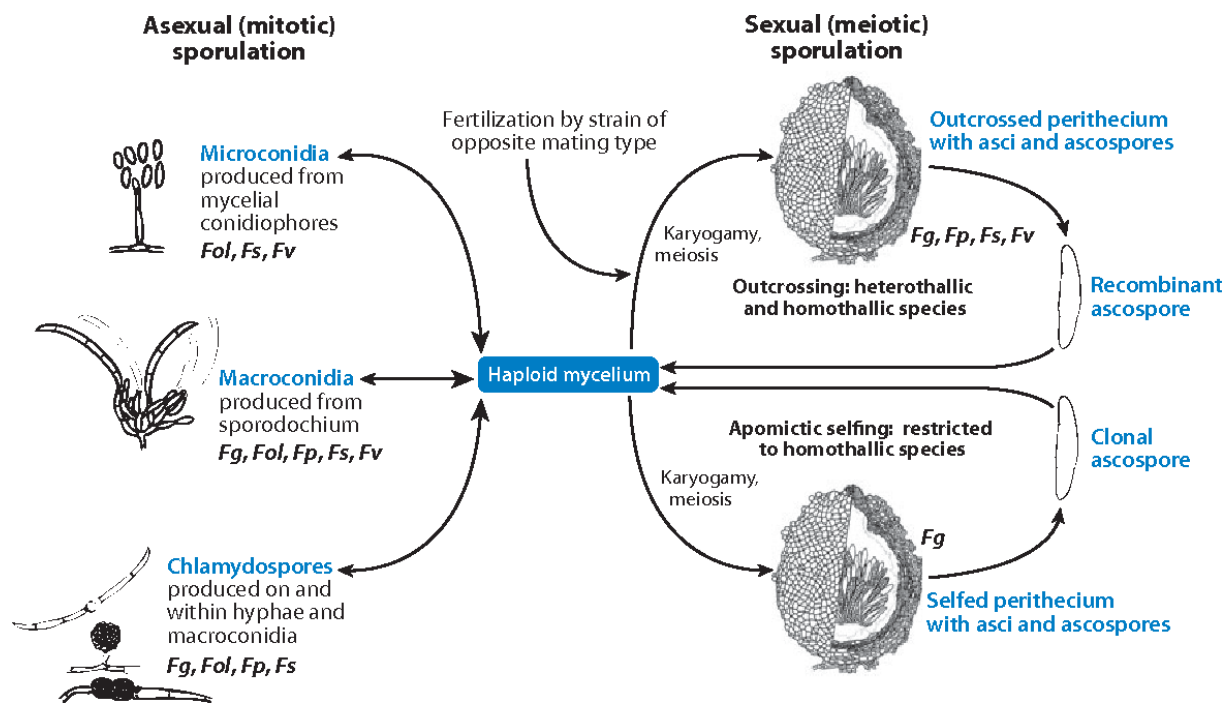 Asexual (mitotic)
sporulation
Sexual (meiotic)
sporulation
Fertilization by strain of
opposite mating type
Microconidia
produced from
mycelial
conidiophores
Fol, Fs, Fv
Outcrossed perithecium
with asci and ascospores
Karyogamy,
meiosis
Fg, Fp, Fs, Fv
Outcrossing: heterothallic
and homothallic species
Recombinant
ascospore
Macroconidia
produced from
sporodochium
Fg, Fol, Fp, Fs, Fv
Haploid mycelium
Apomictic selfing: restricted
to homothallic species
Clonal
ascospore
Karyogamy,
meiosis
Fg
Chlamydospores
produced on and
within hyphae and
macroconidia
Fg, Fol, Fp, Fs
Selfed perithecium
with asci and ascospores